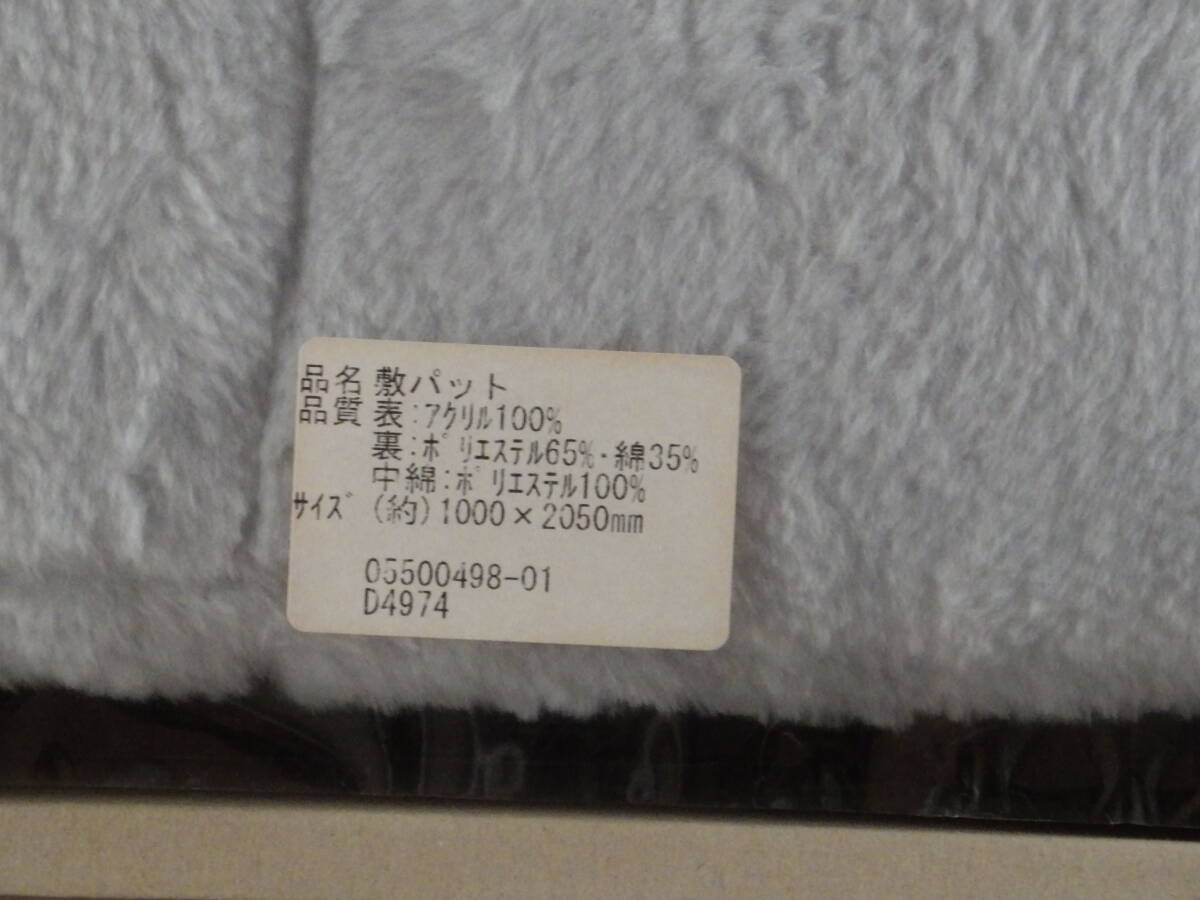 品名 敷パット
品質 表:アクリル100%
裏:ポリエステル65%・綿35%
中綿:ポリエステル100%
サイズ (約)1000×2050mm
05500498-01
D4974